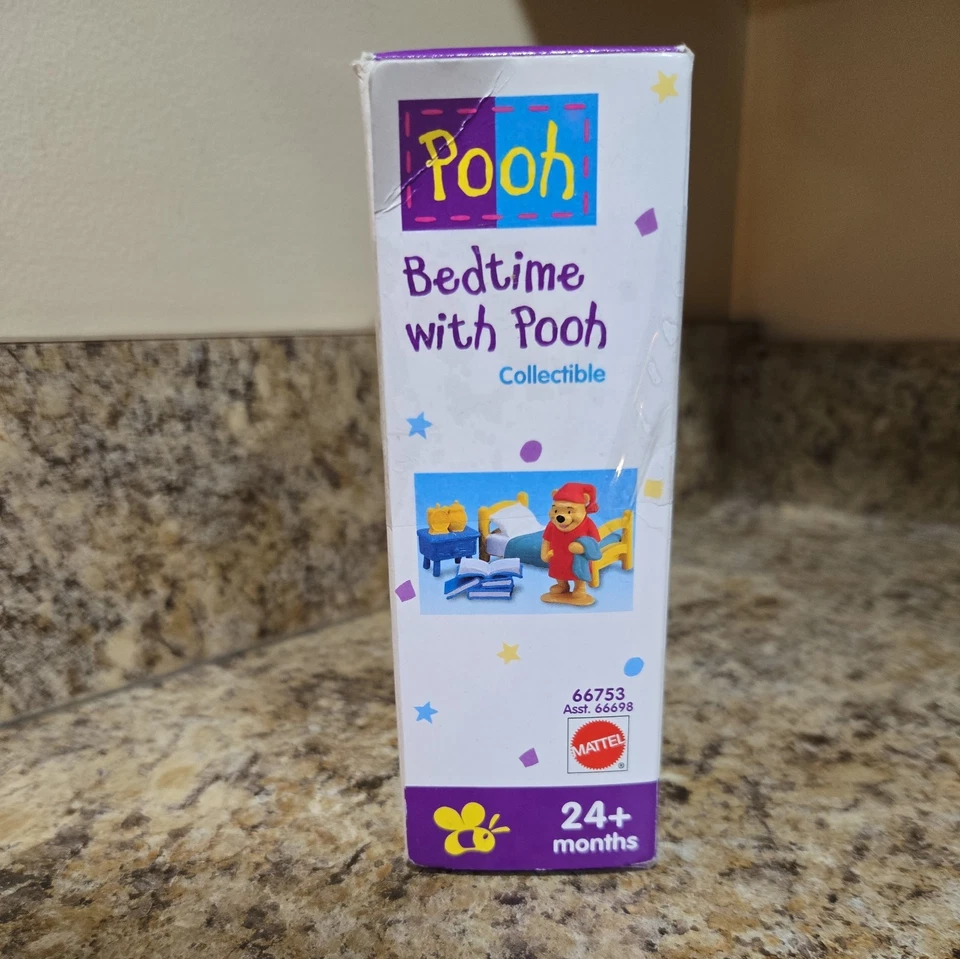 Pooh
Bedtime
with Pooh
Collectible
66753
Asst. 66698
MATTEL
®
24+
months